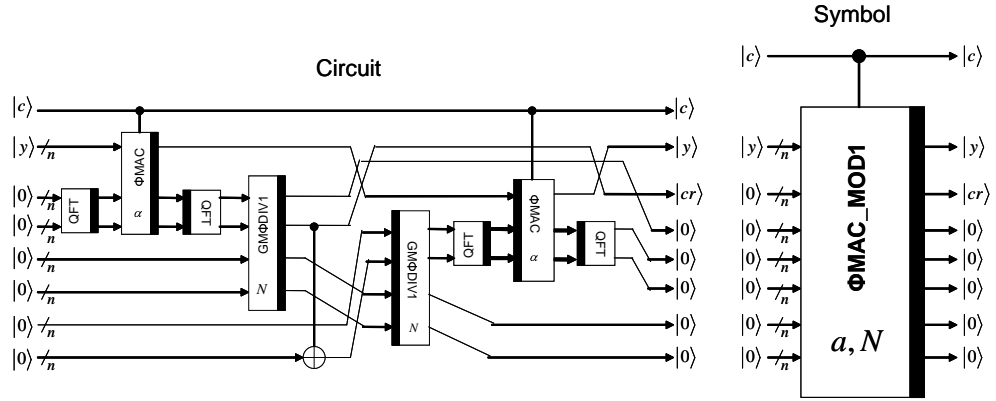 Symbol
Circuit
|c⟩ |c⟩ |c⟩ |c⟩
|y⟩ n |y⟩ |y⟩ n |y⟩
|0⟩ n |cr⟩ |0⟩ n |cr⟩
|0⟩ n |0⟩ |0⟩ n |0⟩
|0⟩ n |0⟩ |0⟩ n |0⟩
|0⟩ n |0⟩ |0⟩ n |0⟩
|0⟩ n |0⟩ |0⟩ n |0⟩
|0⟩ n |0⟩ |0⟩ n |0⟩
QFT
ΦMAC
α
QFT
GMΦDIV1
N
GMΦDIV1
N
QFT
ΦMAC
α
QFT
ΦMAC_MOD1
a, N